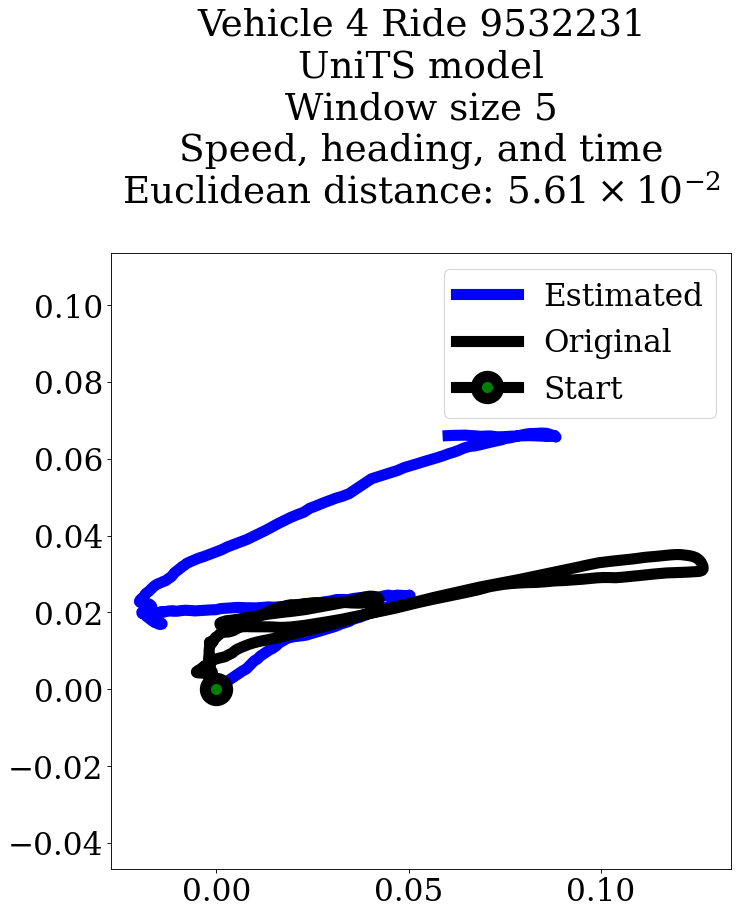 Vehicle 4 Ride 9532231
UniTS model
Window size 5
Speed, heading, and time
Euclidean distance: 5.61 × 10⁻²
Estimated
Original
Start
0.10
0.08
0.06
0.04
0.02
0.00
−0.02
−0.04
0.00 0.05 0.10